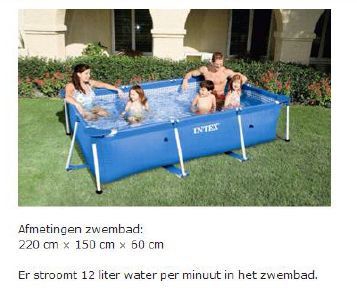 INTEX
Afmetingen zwembad:
220 cm × 150 cm × 60 cm
Er stroomt 12 liter water per minuut in het zwembad.